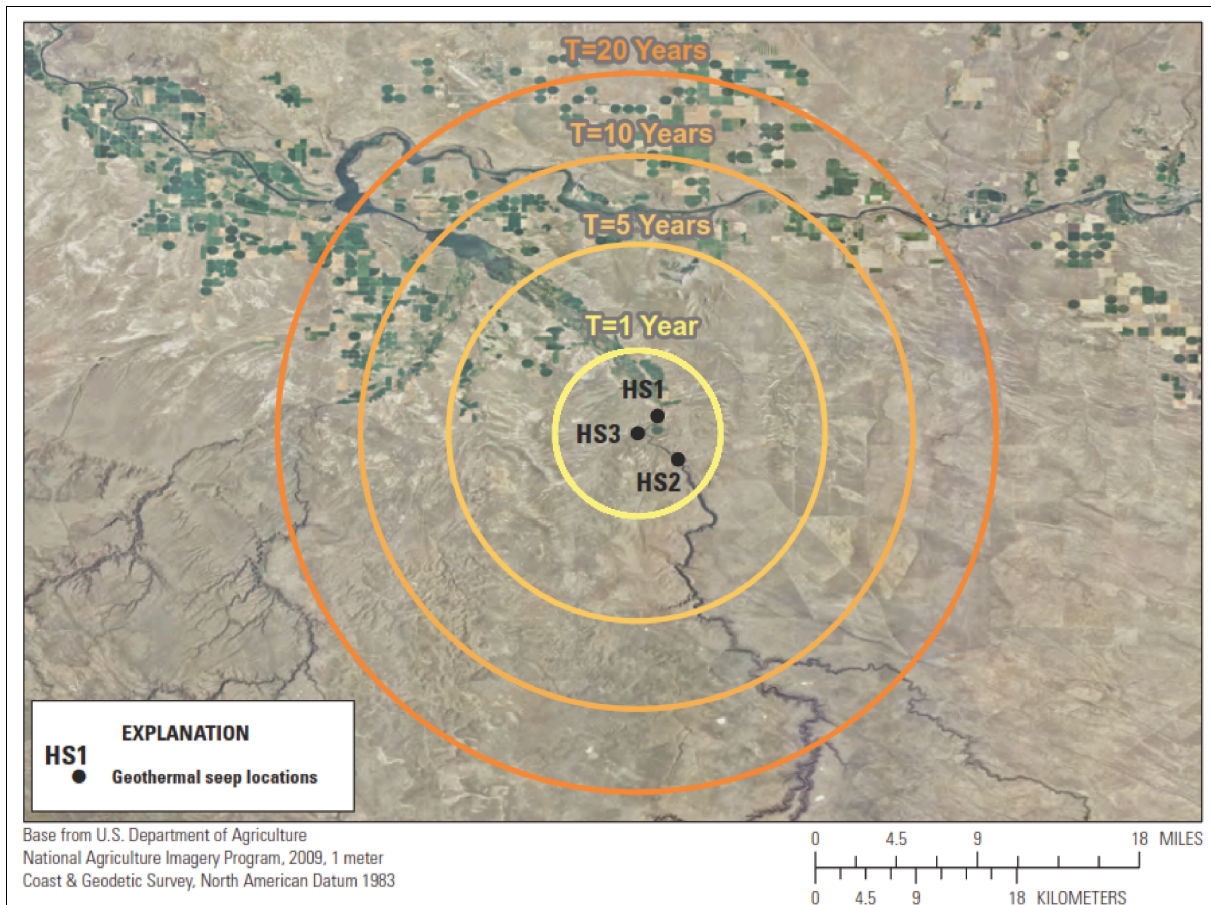 T=20 Years
T=10 Years
T=5 Years
T=1 Year
HS1
HS3
HS2
EXPLANATION
HS1
Geothermal seep locations
Base from U.S. Department of Agriculture
National Agriculture Imagery Program, 2009, 1 meter
Coast & Geodetic Survey, North American Datum 1983
0 4.5 9 18 MILES
0 4.5 9 18 KILOMETERS